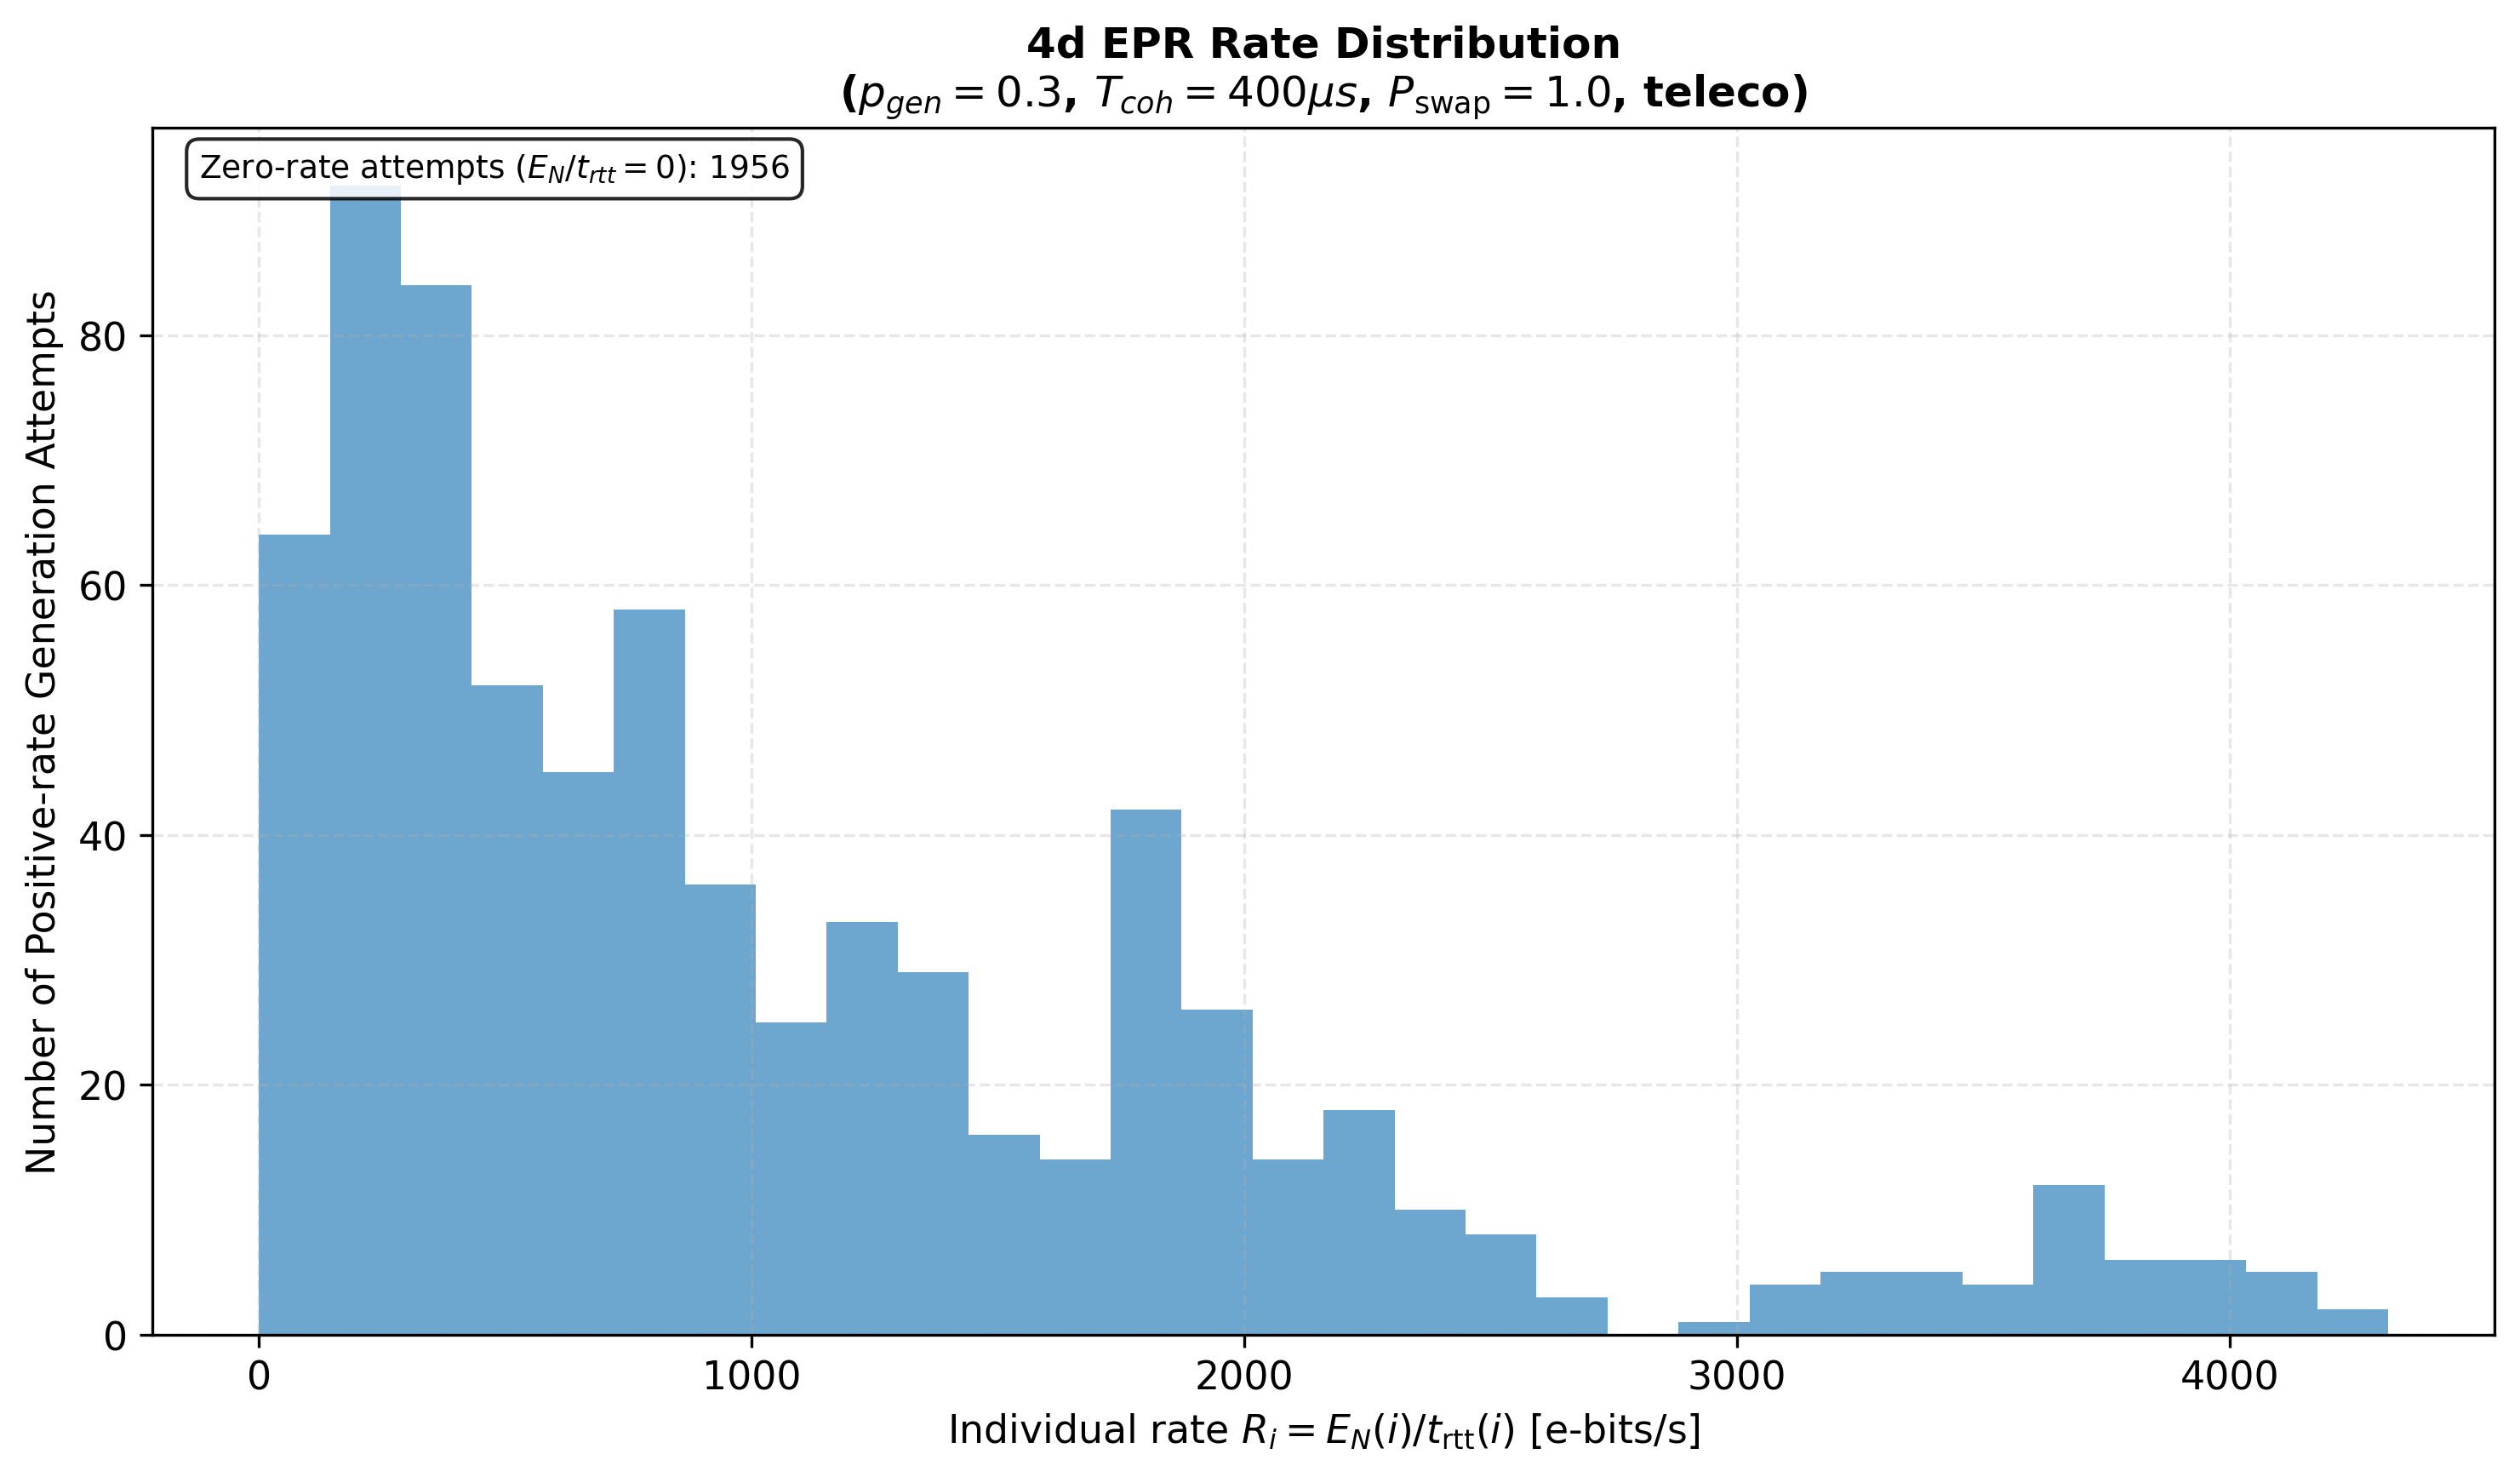 4d EPR Rate Distribution
(p_gen = 0.3, T_coh = 400μs, P_swap = 1.0, teleco)
Zero-rate attempts (E_N/t_rtt = 0): 1956
Number of Positive-rate Generation Attempts
80
60
40
20
0
0 1000 2000 3000 4000
Individual rate R_i = E_N(i)/t_rtt(i) [e-bits/s]